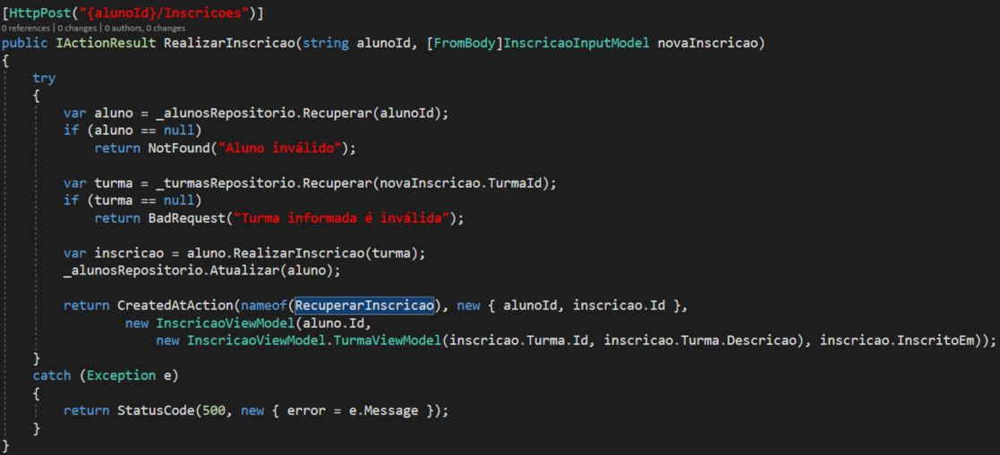 [HttpPost("{alunoId}/Inscricoes")]
0 references | 0 changes | 0 authors, 0 changes
public IActionResult RealizarInscricao(string alunoId, [FromBody]InscricaoInputModel novaInscricao)
{
    try
    {
        var aluno = _alunosRepositorio.Recuperar(alunoId);
        if (aluno == null)
            return NotFound("Aluno inválido");

        var turma = _turmasRepositorio.Recuperar(novaInscricao.TurmaId);
        if (turma == null)
            return BadRequest("Turma informada é inválida");

        var inscricao = aluno.RealizarInscricao(turma);
        _alunosRepositorio.Atualizar(aluno);

        return CreatedAtAction(nameof(RecuperarInscricao), new { alunoId, inscricao.Id },
                new InscricaoViewModel(aluno.Id,
                    new InscricaoViewModel.TurmaViewModel(inscricao.Turma.Id, inscricao.Turma.Descricao), inscricao.InscritoEm));
    }
    catch (Exception e)
    {
        return StatusCode(500, new { error = e.Message });
    }
}